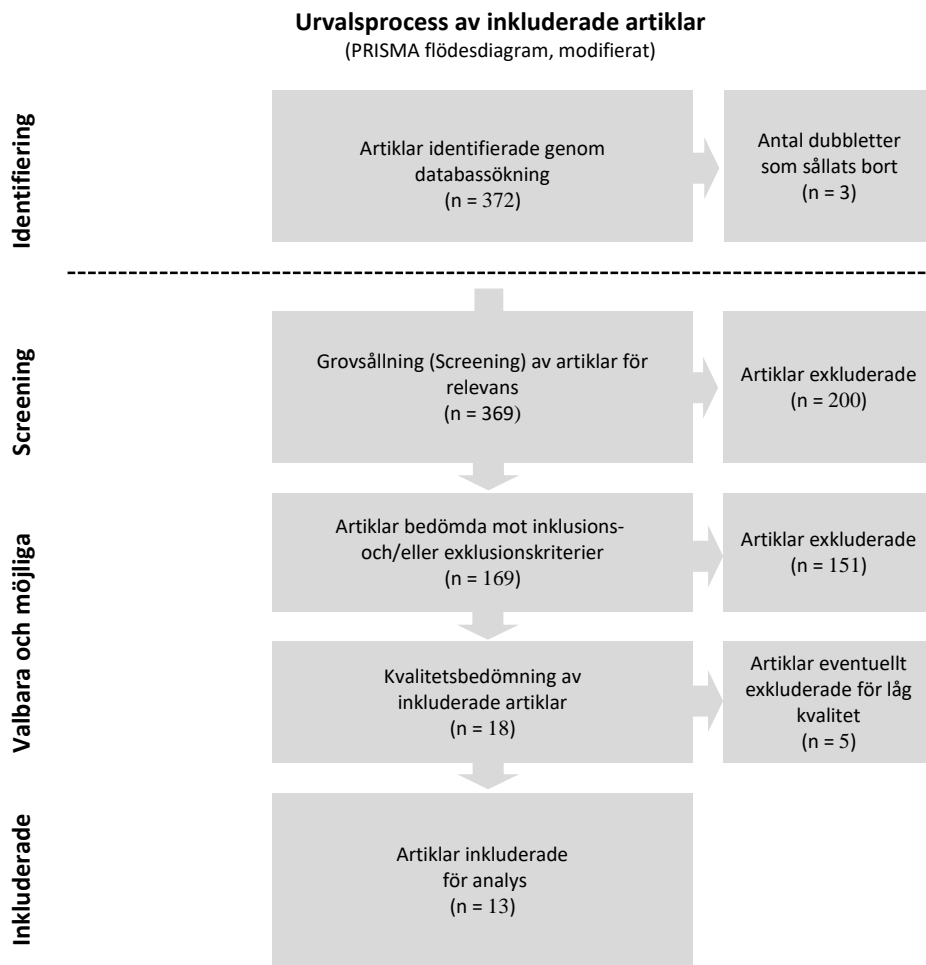 Urvalsprocess av inkluderade artiklar
(PRISMA flödesdiagram, modifierat)
Identifiering
Artiklar identifierade genom
databassökning
(n = 372)
Antal dubbletter
som sållats bort
(n = 3)
Screening
Grovsållning (Screening) av artiklar för
relevans
(n = 369)
Artiklar exkluderade
(n = 200)
Valbara och möjliga
Artiklar bedömda mot inklusions-
och/eller exklusionskriterier
(n = 169)
Artiklar exkluderade
(n = 151)
Kvalitetsbedömning av
inkluderade artiklar
(n = 18)
Artiklar eventuellt
exkluderade för låg
kvalitet
(n = 5)
Inkluderade
Artiklar inkluderade
för analys
(n = 13)